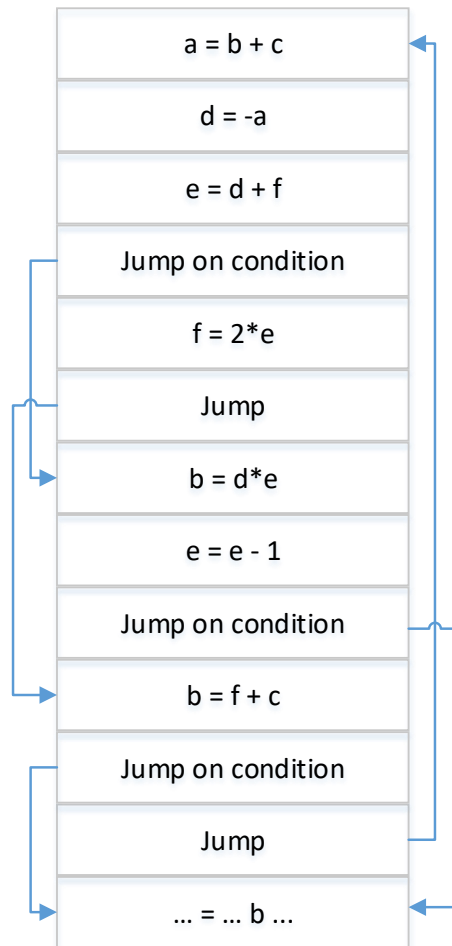 a = b + c
d = -a
e = d + f
Jump on condition
f = 2*e
Jump
b = d*e
e = e - 1
Jump on condition
b = f + c
Jump on condition
Jump
... = ... b ...